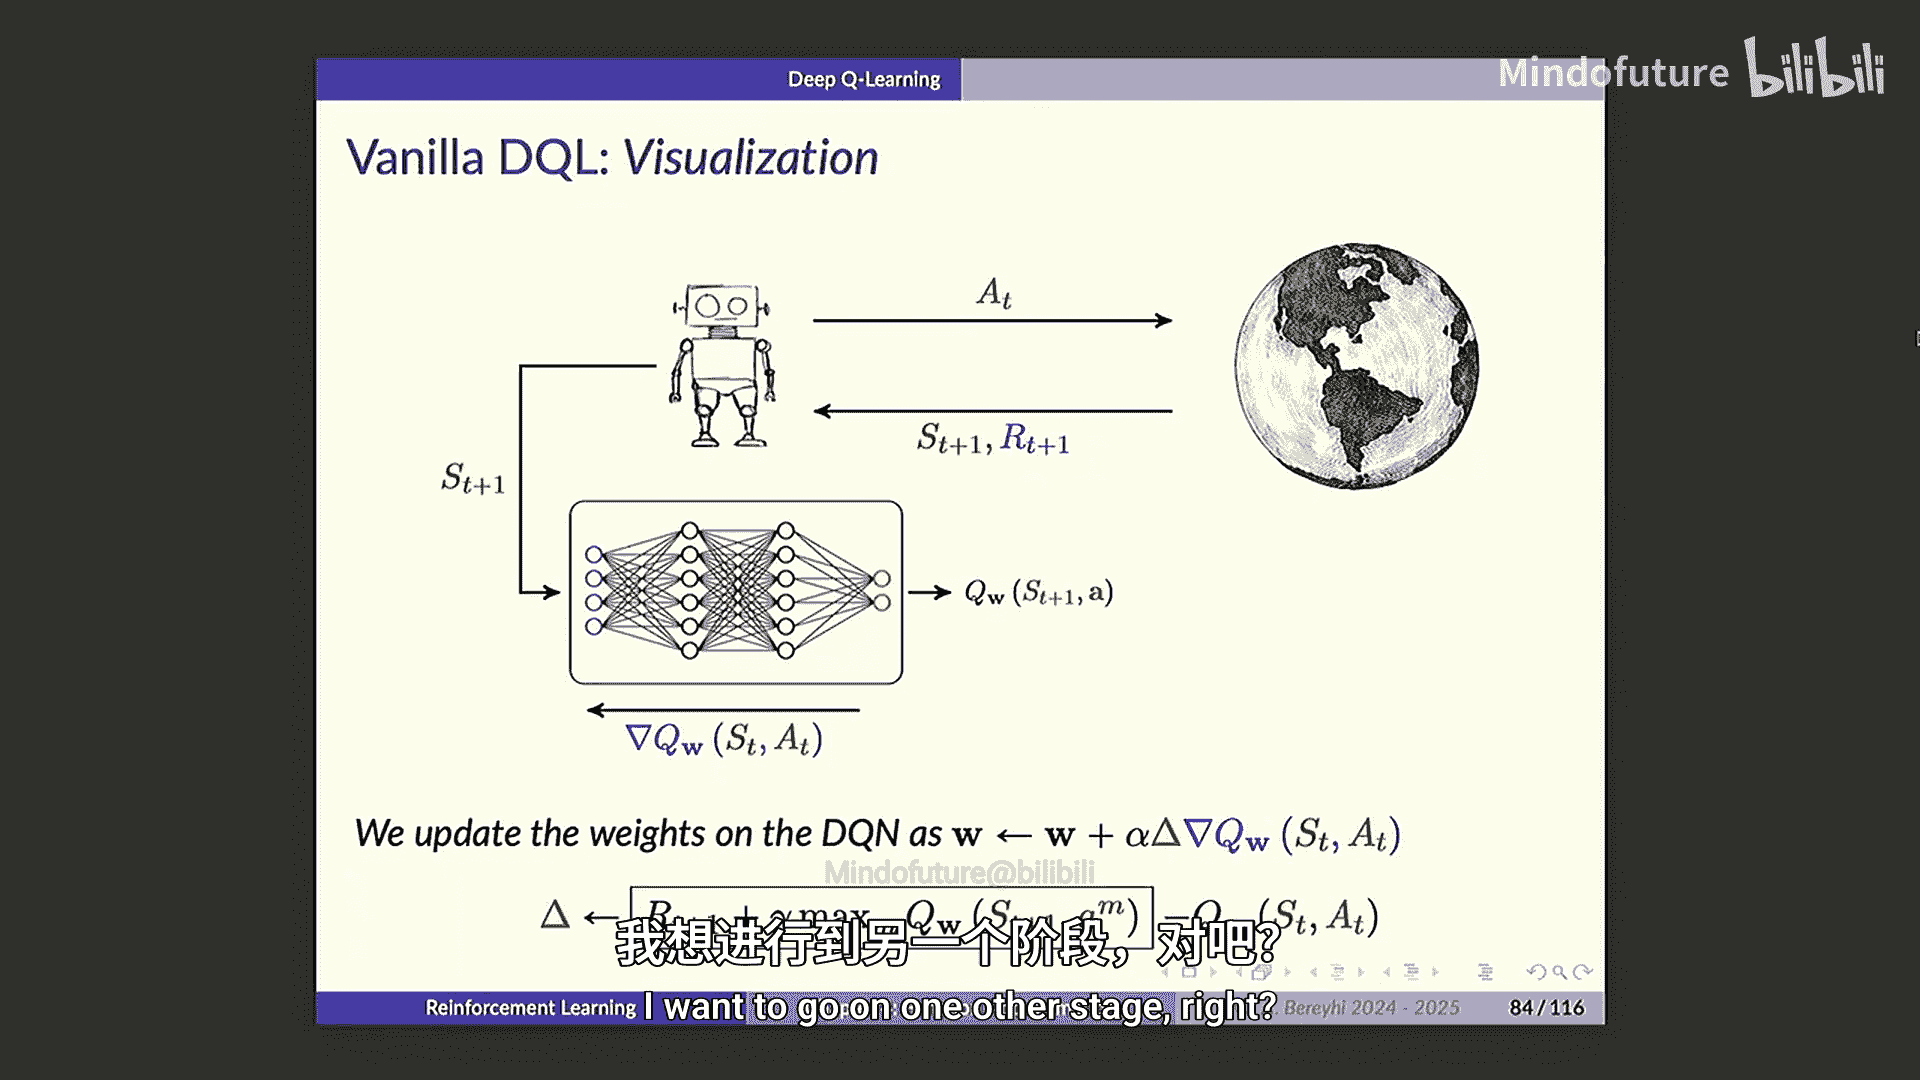 Deep Q-Learning
Mindofuture bilibili
Vanilla DQL: Visualization
A_t
S_{t+1}, R_{t+1}
S_{t+1}
Q_w (S_{t+1}, a)
∇Q_w (S_t, A_t)
We update the weights on the DQN as w ← w + αΔ∇Q_w (S_t, A_t)
Mindofuture@bilibili
Δ ← max Q_w (S a^m) − Q (S_t, A_t)
我想进行到另一个阶段，对吧？
Reinforcement Learning
I want to go on one other stage, right?
Bereyhi 2024 - 2025
84 / 116